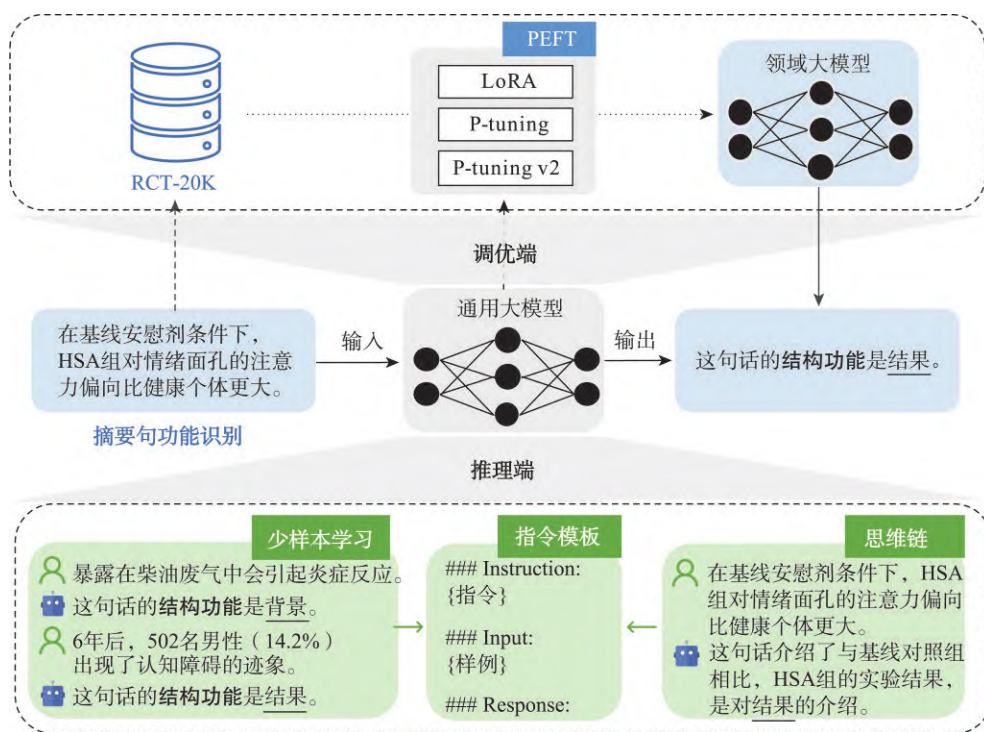 PEFT
LoRA
P-tuning
P-tuning v2
RCT-20K
领域大模型
调优端
在基线安慰剂条件下，
HSA组对情绪面孔的注意
力偏向比健康个体更大。
摘要句功能识别
输入
通用大模型
输出
这句话的结构功能是结果。
推理端
少样本学习
暴露在柴油废气中会引起炎症反应。
这句话的结构功能是背景。
6年后，502名男性（14.2%）
出现了认知障碍的迹象。
这句话的结构功能是结果。
指令模板
### Instruction:
{指令}
### Input:
{样例}
### Response:
思维链
在基线安慰剂条件下，HSA
组对情绪面孔的注意力偏向
比健康个体更大。
这句话介绍了与基线对照组
相比，HSA组的实验结果，
是对结果的介绍。